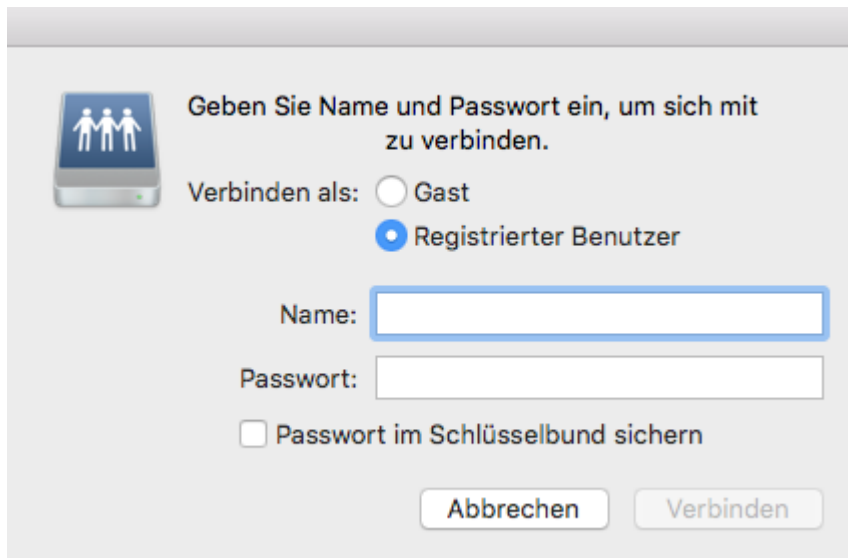 Geben Sie Name und Passwort ein, um sich mit
zu verbinden.
Verbinden als: Gast
Registrierter Benutzer
Name:
Passwort:
Passwort im Schlüsselbund sichern
Abbrechen Verbinden